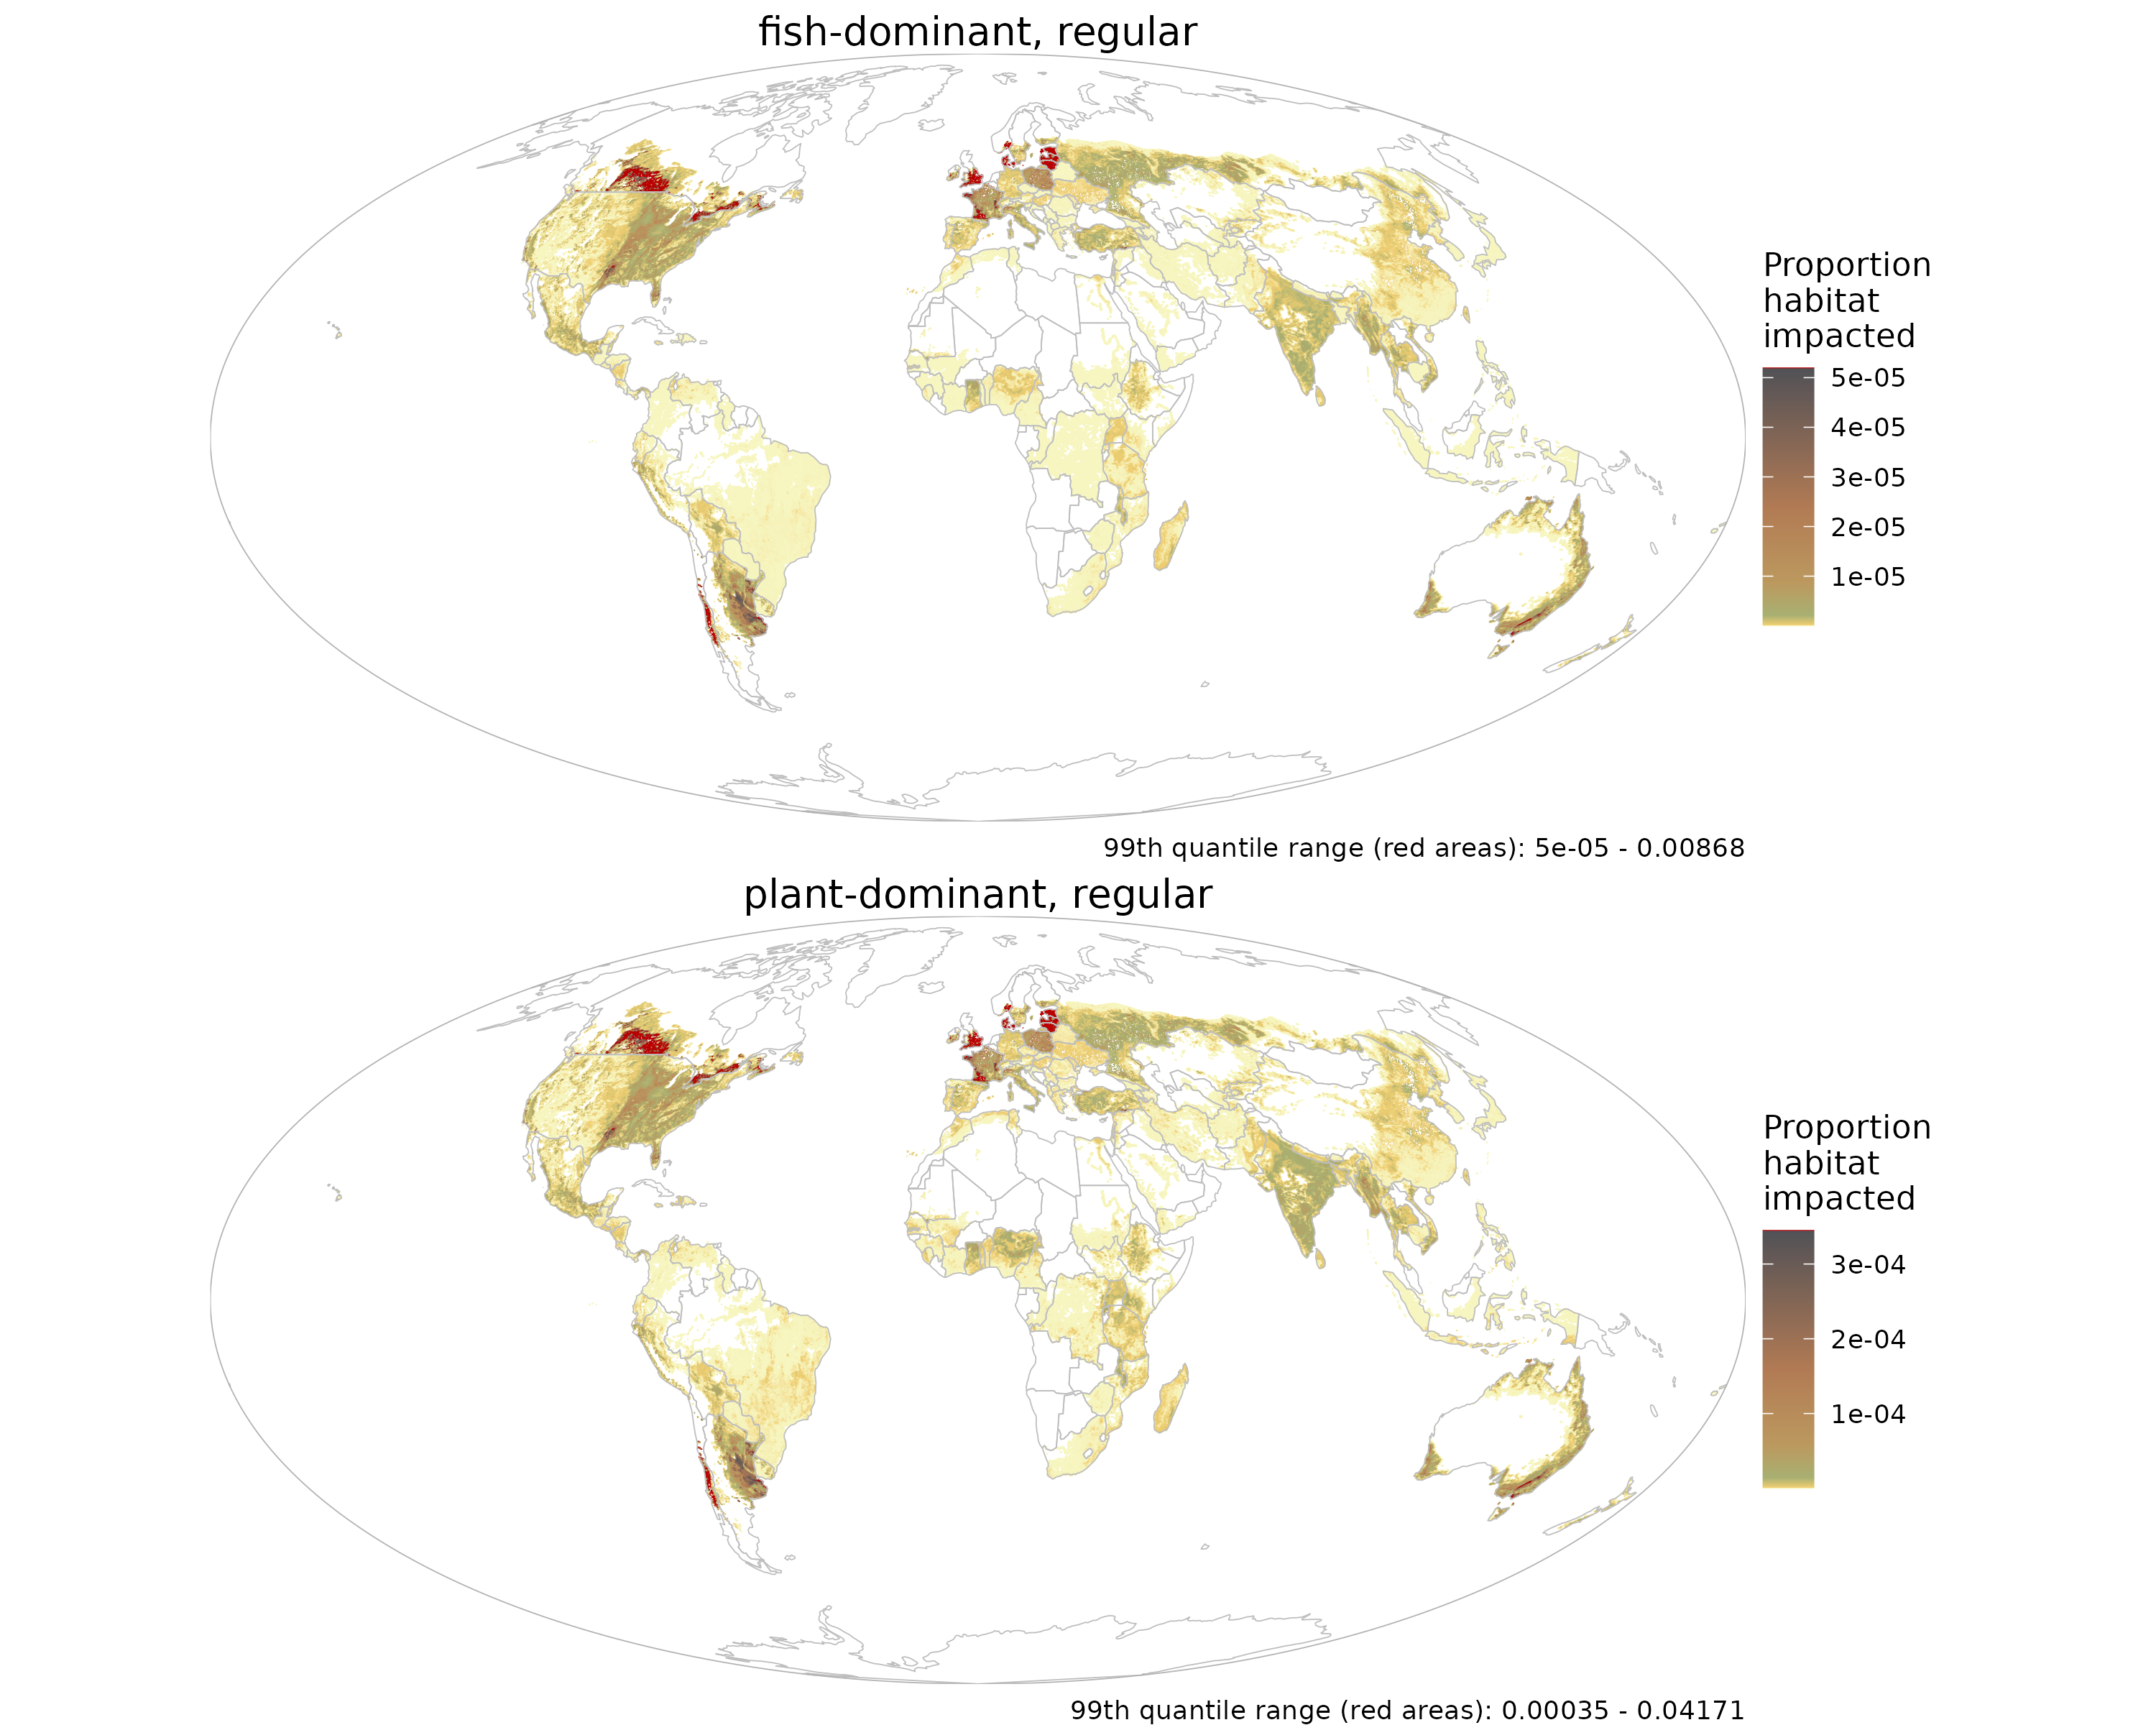 fish-dominant, regular
Proportion
habitat
impacted
5e-05
4e-05
3e-05
2e-05
1e-05
99th quantile range (red areas): 5e-05 - 0.00868
plant-dominant, regular
Proportion
habitat
impacted
3e-04
2e-04
1e-04
99th quantile range (red areas): 0.00035 - 0.04171